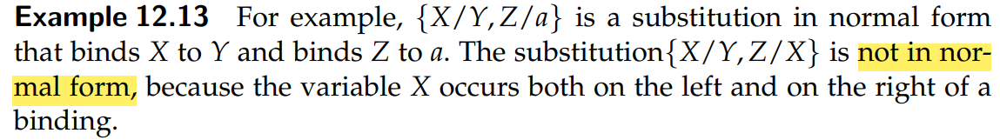 Example 12.13 For example, {X/Y,Z/a} is a substitution in normal form
that binds X to Y and binds Z to a. The substitution{X/Y,Z/X} is not in nor-
mal form, because the variable X occurs both on the left and on the right of a
binding.